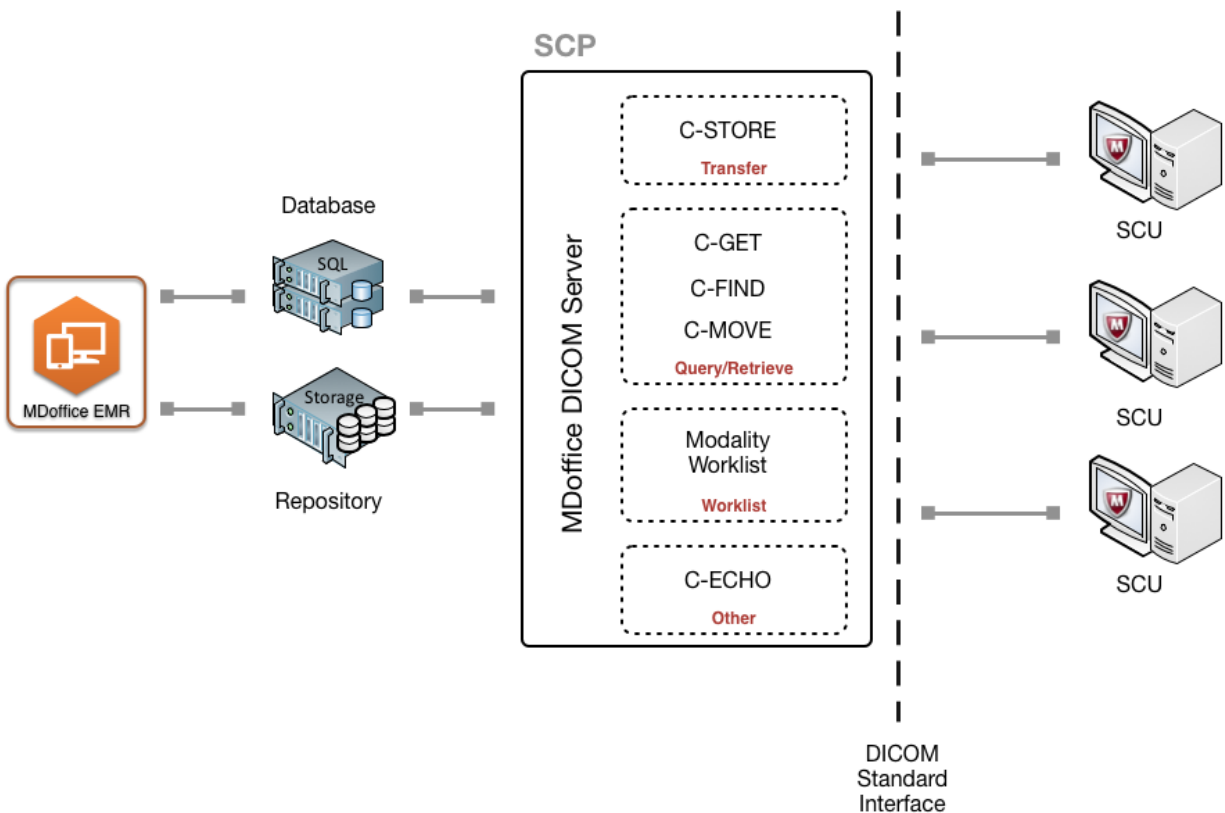 SCP
C-STORE
Transfer
C-GET
C-FIND
C-MOVE
Query/Retrieve
Modality
Worklist
Worklist
C-ECHO
Other
MDoffice DICOM Server
Database
SQL
Storage
Repository
MDoffice EMR
M
SCU
M
SCU
M
SCU
DICOM
Standard
Interface